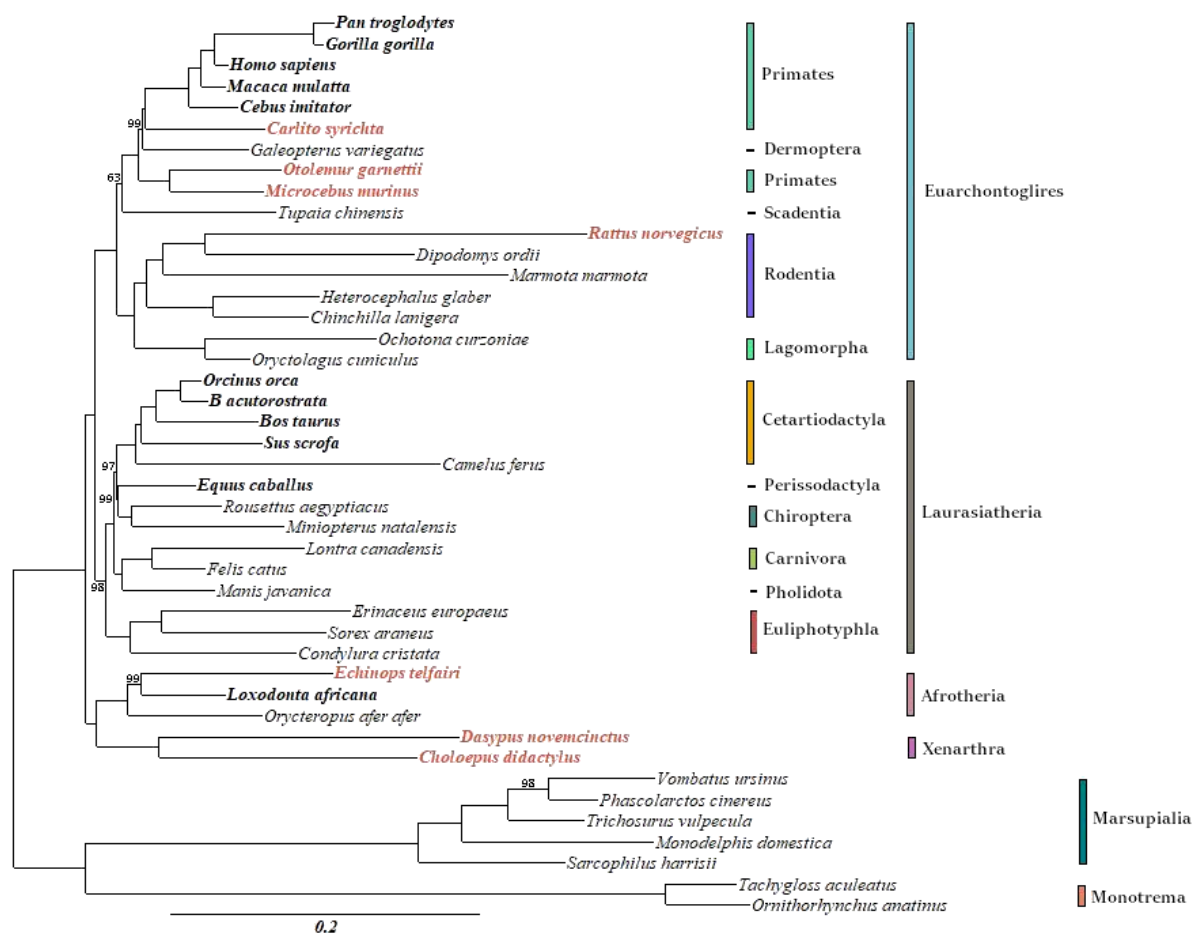 Pan troglodytes
Gorilla gorilla
Homo sapiens
Primates
Macaca mulatta
Cebus imitator
99
Carlito syrichta
Galeopterus variegatus
Dermoptera
Otolemur garnettii
63
Primates
Microcebus murinus
Euarchontoglires
Tupaia chinensis
Scadentia
Rattus norvegicus
Dipodomys ordii
Marmota marmota
Rodentia
Heterocephalus glaber
Chinchilla lanigera
Ochotona curzoniae
Lagomorpha
Oryctolagus cuniculus
Orcinus orca
B acutorostrata
Bos taurus
Cetartiodactyla
Sus scrofa
97
Camelus ferus
Equus caballus
Perissodactyla
99
Rousettus aegyptiacus
Chiroptera
Laurasiatheria
Miniopterus natalensis
Lontra canadensis
Carnivora
Felis catus
98
Manis javanica
Pholidota
Erinaceus europaeus
Sorex araneus
Euliphotyphla
Condylura cristata
99
Echinops telfairi
Loxodonta africana
Afrotheria
Orycteropus afer afer
Dasypus novemcinctus
Xenarthra
Choloepus didactylus
98
Vombatus ursinus
Phascolarctos cinereus
Trichosurus vulpecula
Marsupialia
Monodelphis domestica
Sarcophilus harrisii
Tachygloss aculeatus
Monotrema
Ornithorhynchus anatinus
0.2